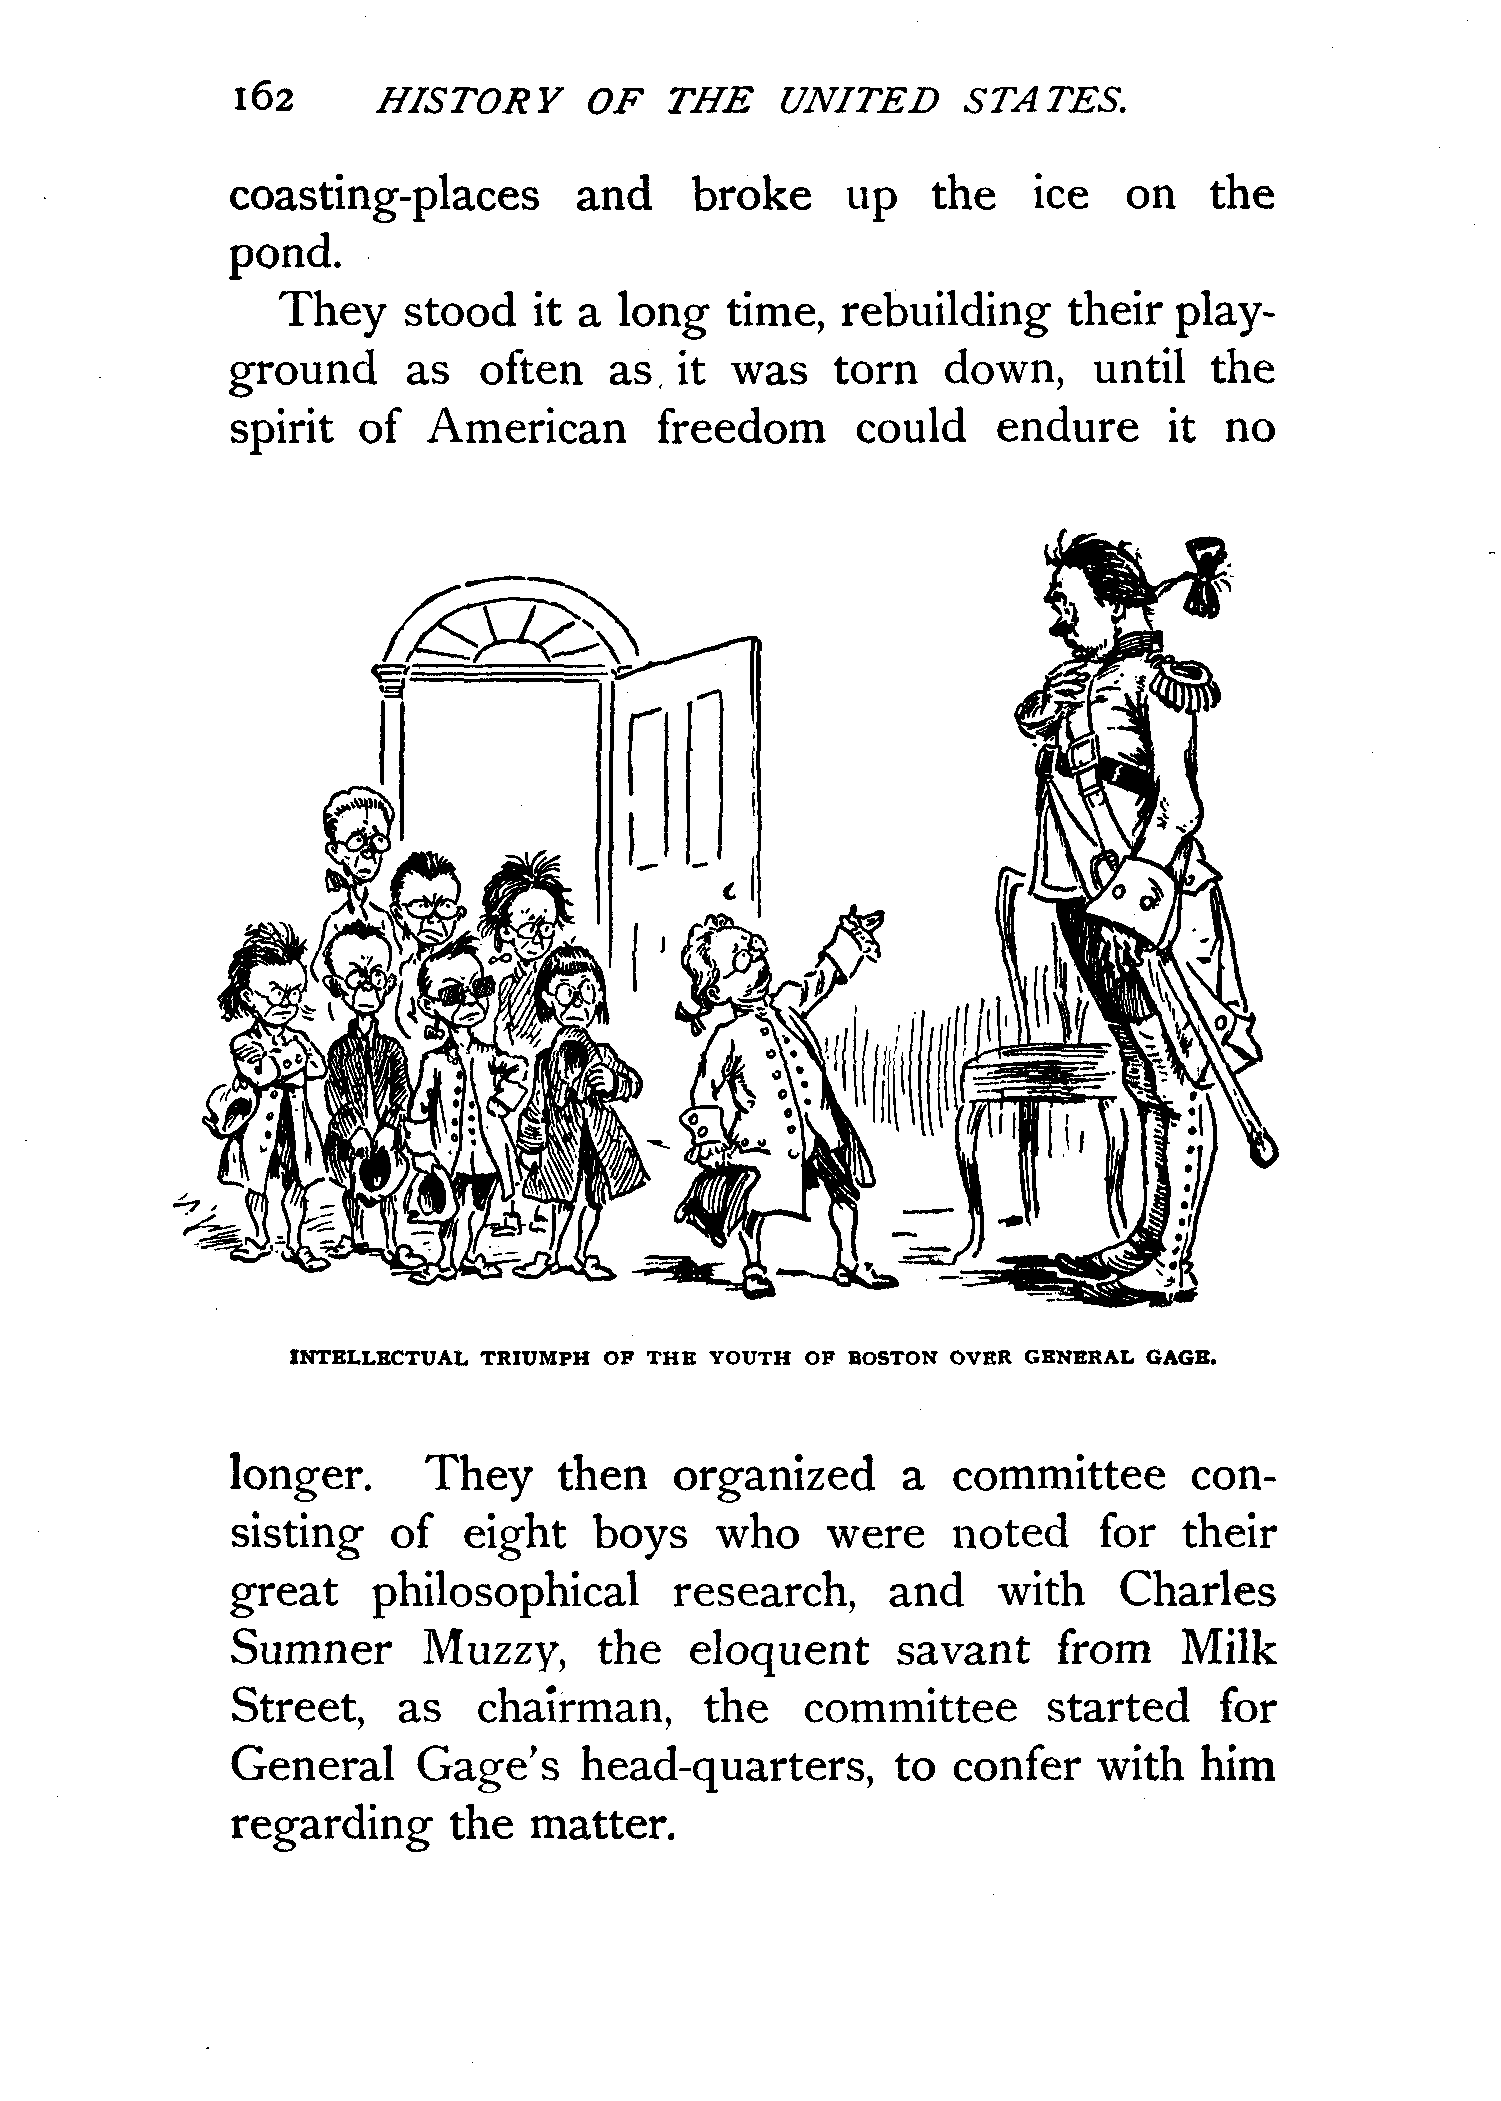 162 HISTORY OF THE UNITED STATES.
coasting-places and broke up the ice on the
pond.
They stood it a long time, rebuilding their play-
ground as often as it was torn down, until the
spirit of American freedom could endure it no
INTELLECTUAL TRIUMPH OF THE YOUTH OF BOSTON OVER GENERAL GAGE.
longer. They then organized a committee con-
sisting of eight boys who were noted for their
great philosophical research, and with Charles
Sumner Muzzy, the eloquent savant from Milk
Street, as chairman, the committee started for
General Gage's head-quarters, to confer with him
regarding the matter.